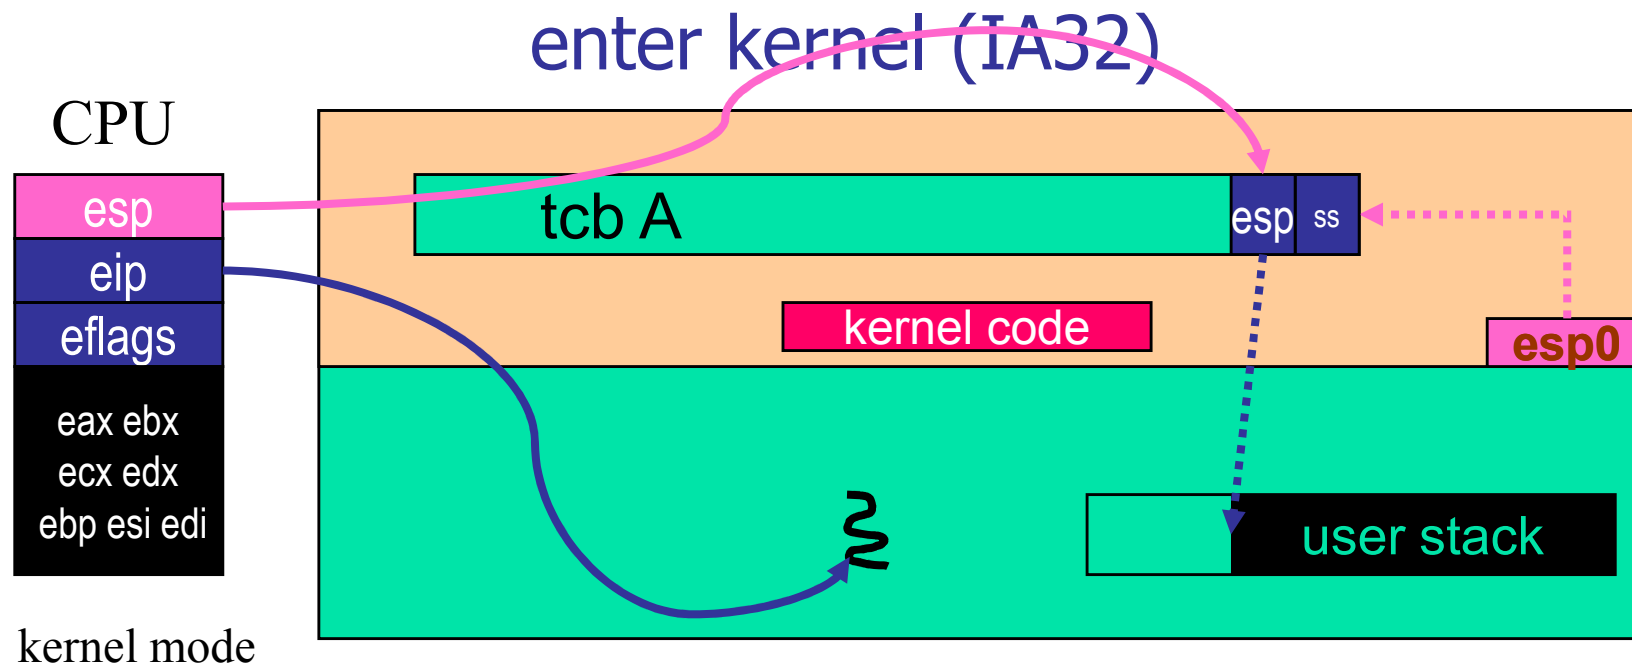 enter kernel (IA32)
CPU
esp
eip
eflags
eax ebx
ecx edx
ebp esi edi
kernel mode
tcb A
esp
ss
kernel code
esp0
user stack